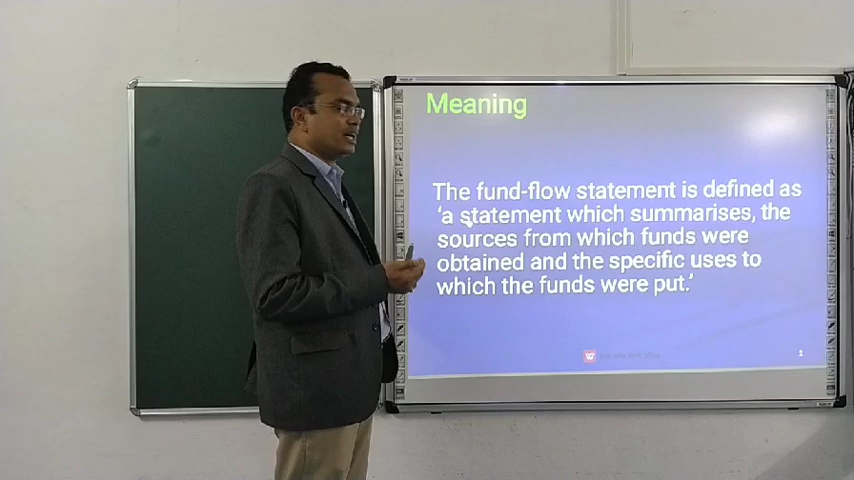 Meaning
The fund-flow statement is defined as
‘a statement which summarises, the
sources from which funds were
obtained and the specific uses to
which the funds were put.’
2